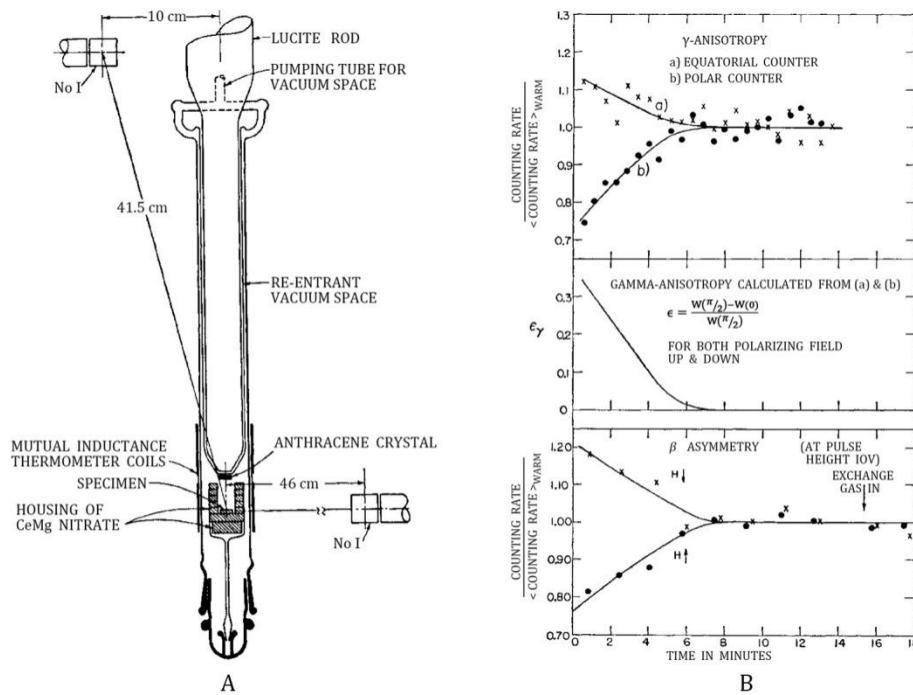 10 cm
LUCITE ROD
No I
PUMPING TUBE FOR
VACUUM SPACE
41.5 cm
RE-ENTRANT
VACUUM SPACE
MUTUAL INDUCTANCE
THERMOMETER COILS
ANTHRACENE CRYSTAL
SPECIMEN
46 cm
HOUSING OF
CeMg NITRATE
No I
A
1.3
1.2
1.1
1.0
0.9
0.8
0.7
COUNTING RATE
< COUNTING RATE >WARM
γ-ANISOTROPY
a) EQUATORIAL COUNTER
b) POLAR COUNTER
a)
b)
0.3
0.2
0.1
0
εγ
GAMMA-ANISOTROPY CALCULATED FROM (a) & (b)
ϵ = W(π/2)-W(0)
W(π/2)
FOR BOTH POLARIZING FIELD
UP & DOWN
1.20
1.10
1.00
0.90
0.80
0.70
COUNTING RATE
< COUNTING RATE >WARM
β ASYMMETRY (AT PULSE
HEIGHT IOV)
EXCHANGE
GAS IN
H↓
H↑
0 2 4 6 8 10 12 14 16 18
TIME IN MINUTES
B